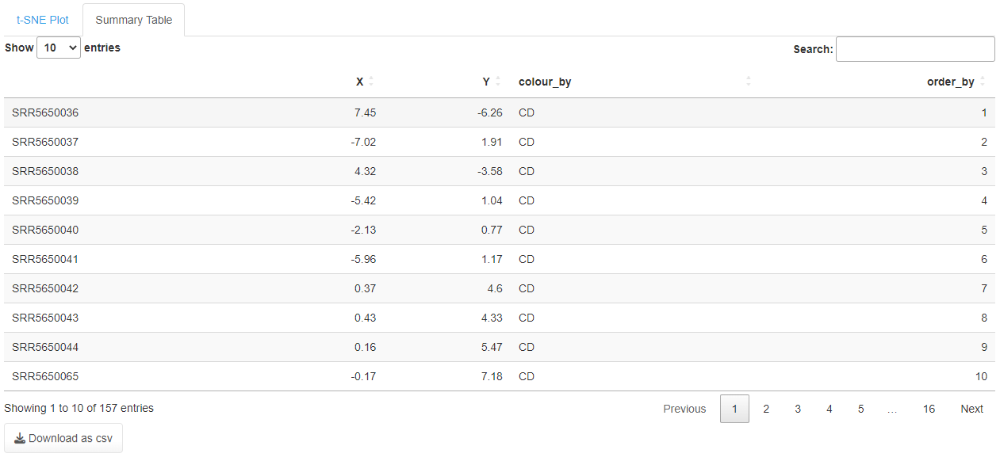 t-SNE Plot Summary Table
Show 10 entries Search:
X Y colour_by order_by
SRR5650036 7.45 -6.26 CD 1
SRR5650037 -7.02 1.91 CD 2
SRR5650038 4.32 -3.58 CD 3
SRR5650039 -5.42 1.04 CD 4
SRR5650040 -2.13 0.77 CD 5
SRR5650041 -5.96 1.17 CD 6
SRR5650042 0.37 4.6 CD 7
SRR5650043 0.43 4.33 CD 8
SRR5650044 0.16 5.47 CD 9
SRR5650065 -0.17 7.18 CD 10
Showing 1 to 10 of 157 entries Previous 1 2 3 4 5 … 16 Next
Download as csv